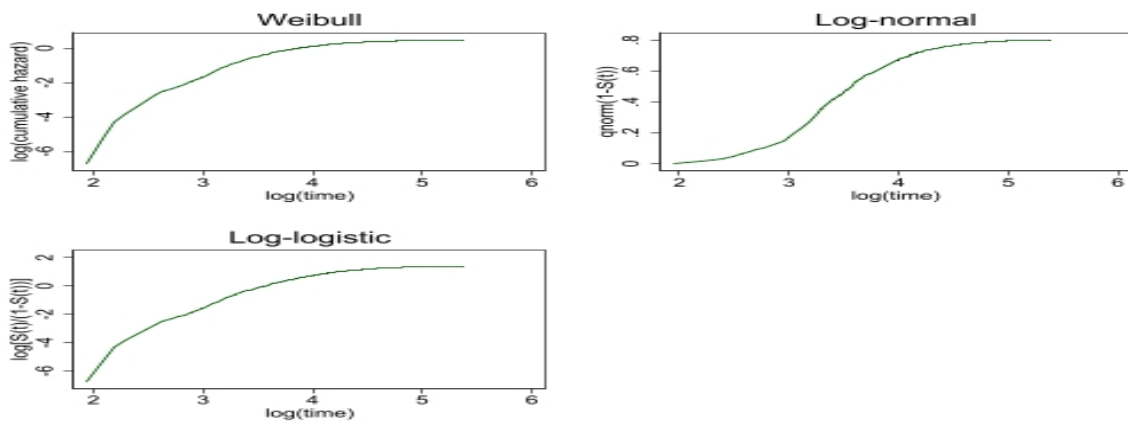 Weibull
log(cumulative hazard)
0
-2
-4
-6
2 3 4 5 6
log(time)
Log-normal
qnorm(1-S(t))
.8
.6
.4
.2
0
2 3 4 5 6
log(time)
Log-logistic
log[S(t)/(1-S(t))]
2
0
-2
-4
-6
2 3 4 5 6
log(time)